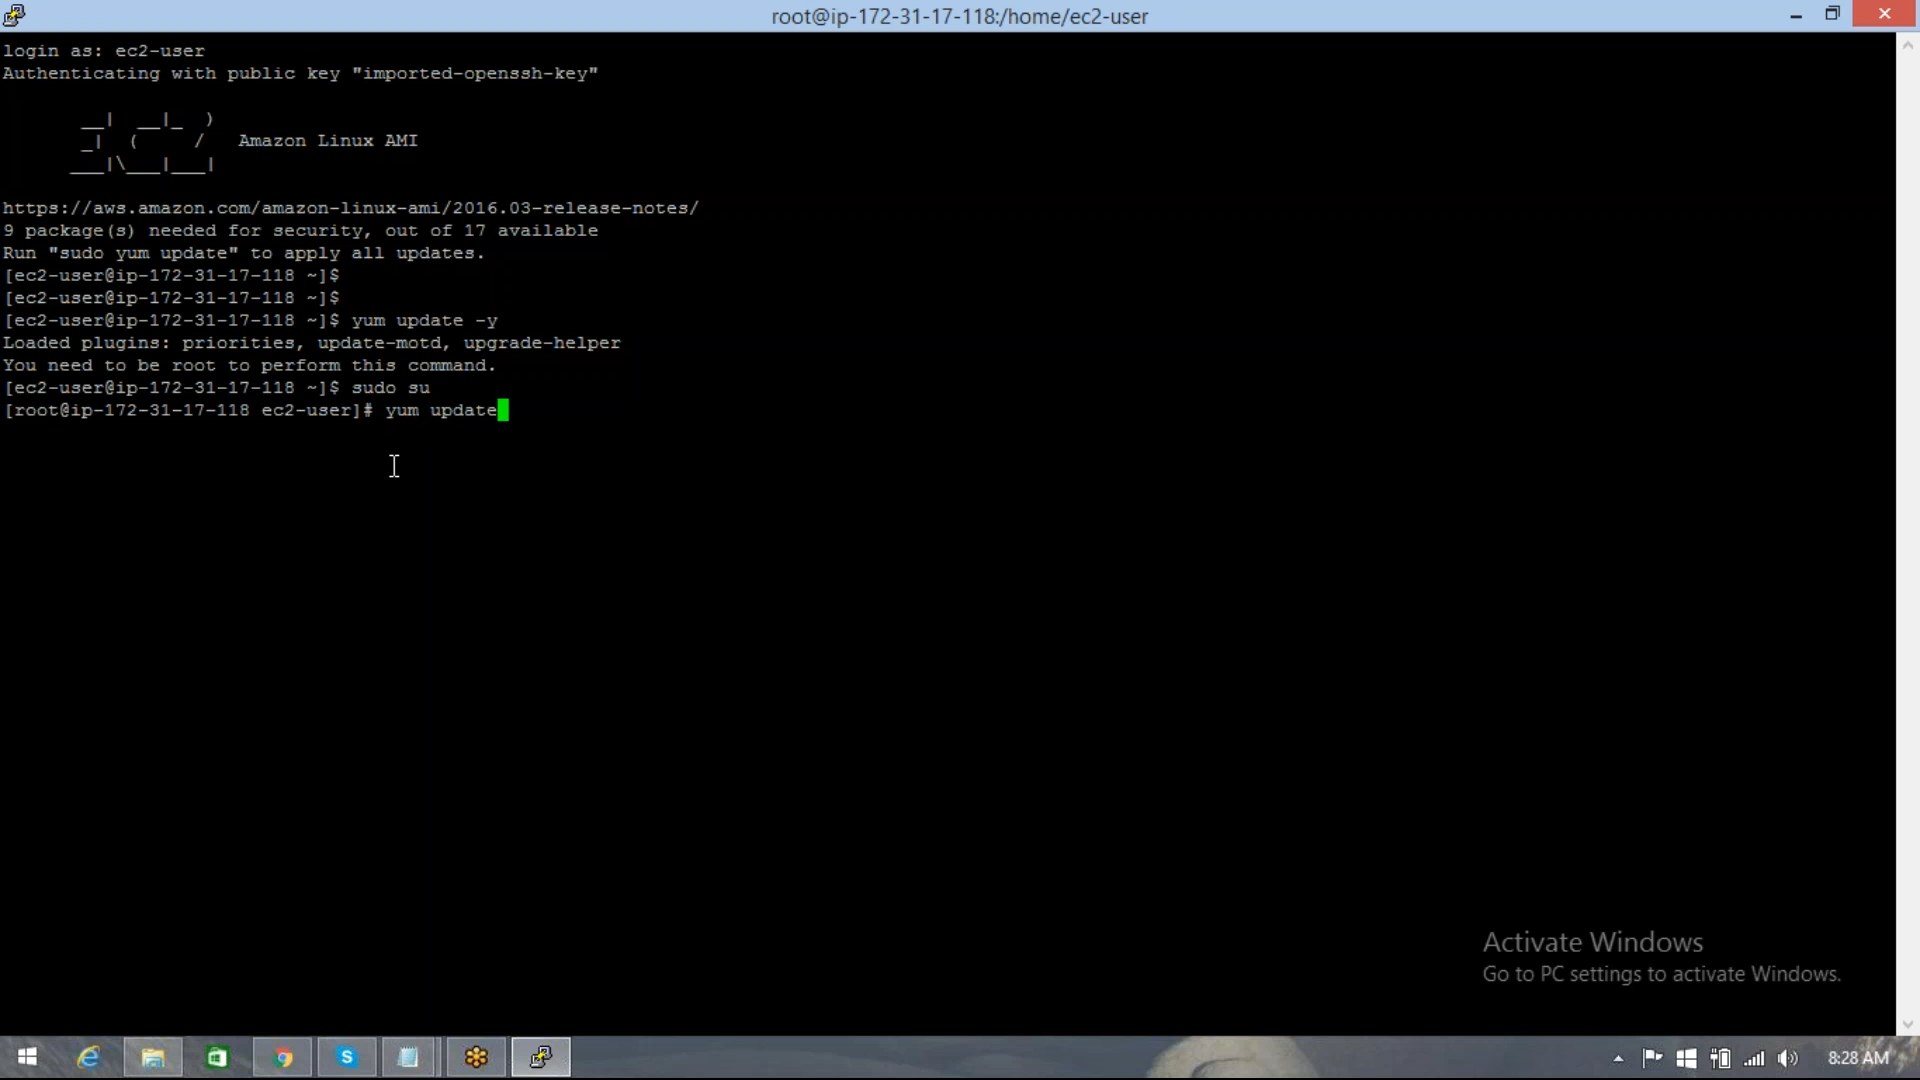 root@ip-172-31-17-118:/home/ec2-user
login as: ec2-user
Authenticating with public key "imported-openssh-key"
       __|  __|_  )
       _|  (     /   Amazon Linux AMI
      ___|\___|___|
https://aws.amazon.com/amazon-linux-ami/2016.03-release-notes/
9 package(s) needed for security, out of 17 available
Run "sudo yum update" to apply all updates.
[ec2-user@ip-172-31-17-118 ~]$
[ec2-user@ip-172-31-17-118 ~]$
[ec2-user@ip-172-31-17-118 ~]$ yum update -y
Loaded plugins: priorities, update-motd, upgrade-helper
You need to be root to perform this command.
[ec2-user@ip-172-31-17-118 ~]$ sudo su
[root@ip-172-31-17-118 ec2-user]# yum update
Activate Windows
Go to PC settings to activate Windows.
8:28 AM